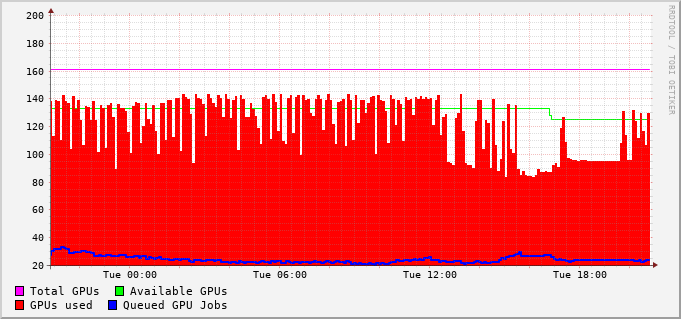 200
180
160
140
120
100
80
60
40
20
Tue 00:00 Tue 06:00 Tue 12:00 Tue 18:00
Total GPUs Available GPUs
GPUs used Queued GPU Jobs
RRDTOOL / TOBI OETIKER